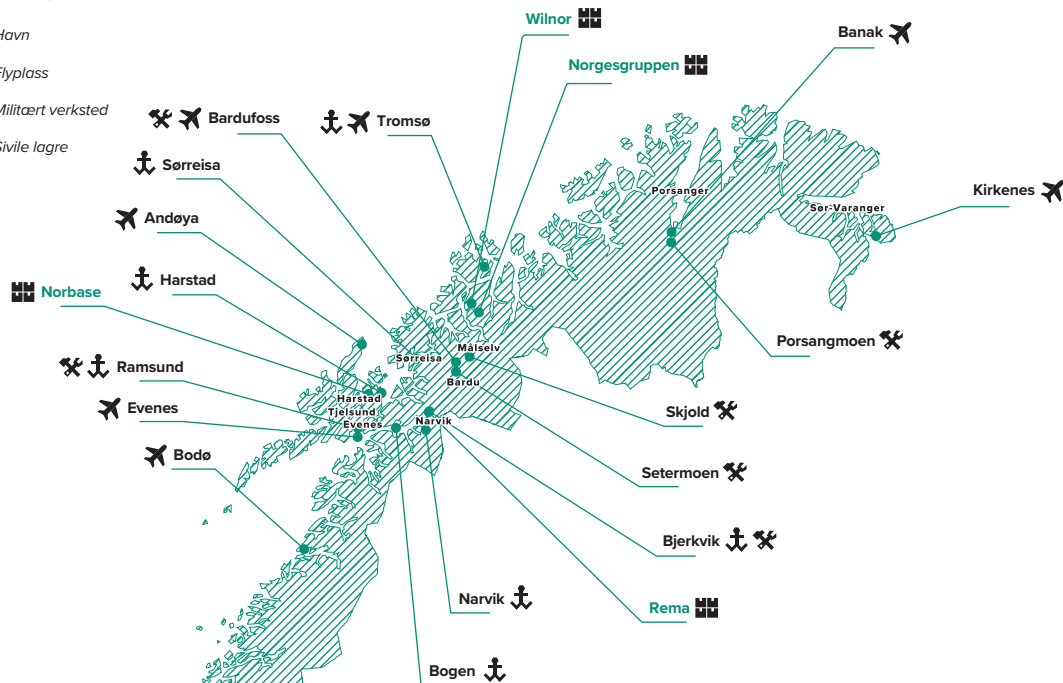 Havn
Flyplass
Militært verksted
Sivile lagre
Wilnor
Norgesgruppen
Banak
Bardufoss
Tromsø
Sørreisa
Andøya
Harstad
Norbase
Ramsund
Evenes
Bodø
Porsanger
Sør-Varanger
Kirkenes
Porsangmoen
Målselv
Sørreisa
Bardu
Harstad
Tjelsund
Evenes
Narvik
Skjold
Setermoen
Bjerkvik
Narvik
Rema
Bogen